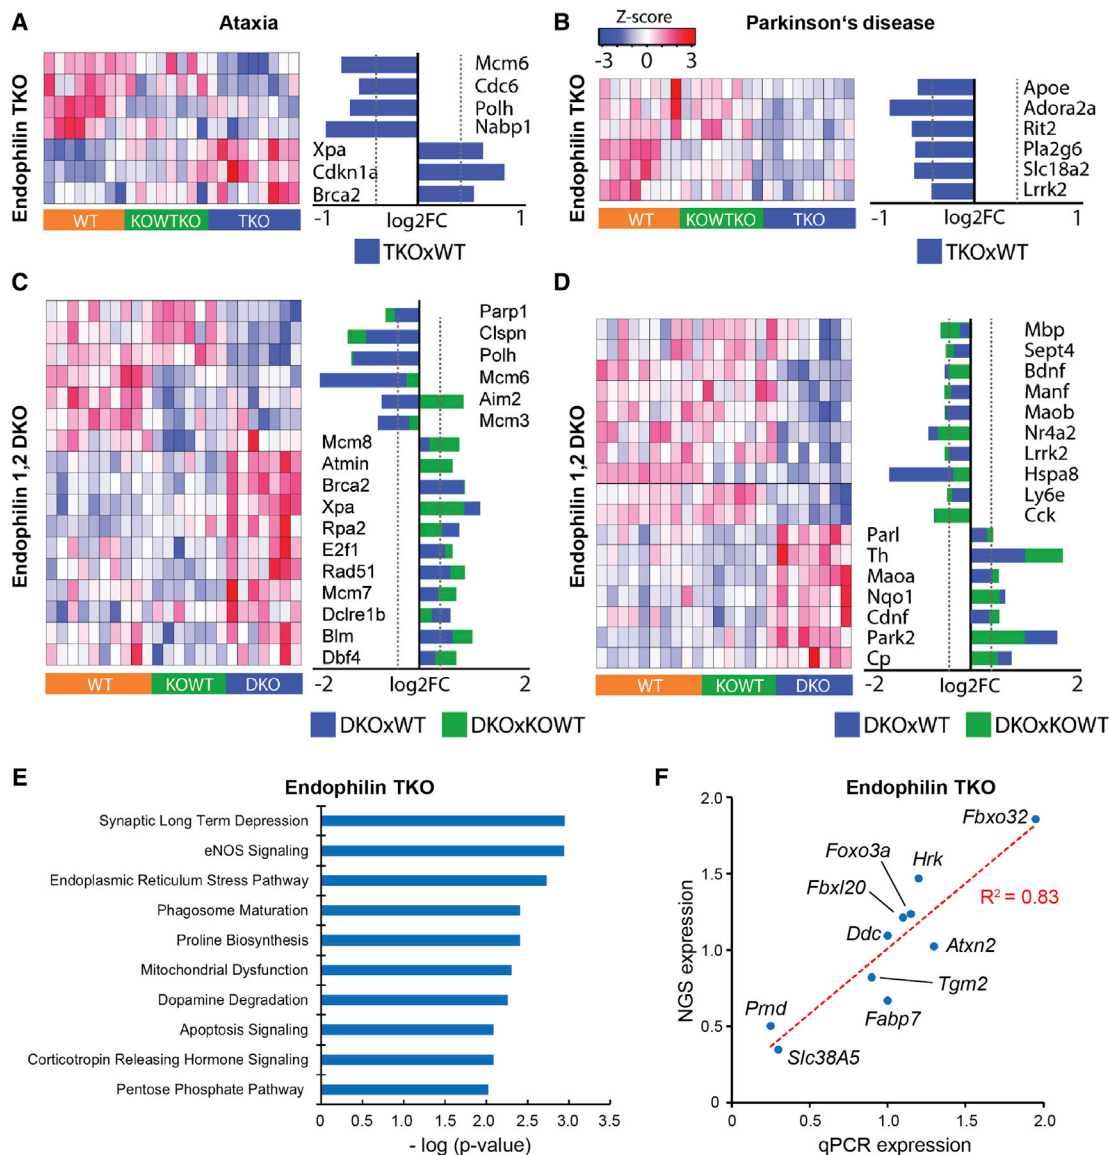 A
Ataxia
Endophilin TKO
Mcm6
Cdc6
Polh
Nabp1
Xpa
Cdkn1a
Brca2
WT
KOWTKO
TKO
-1
log2FC
1
TKOxWT
B
Z-score
-3
0
3
Parkinson‘s disease
Endophilin TKO
Apoe
Adora2a
Rit2
Pla2g6
Slc18a2
Lrrk2
WT
KOWTKO
TKO
-1
log2FC
1
TKOxWT
C
Endophilin 1,2 DKO
Parp1
Clspn
Polh
Mcm6
Aim2
Mcm3
Mcm8
Atmin
Brca2
Xpa
Rpa2
E2f1
Rad51
Mcm7
Dclre1b
Blm
Dbf4
WT
KOWT
DKO
-2
log2FC
2
DKOxWT
DKOxKOWT
D
Endophilin 1,2 DKO
Mbp
Sept4
Bdnf
Manf
Maob
Nr4a2
Lrrk2
Hspa8
Ly6e
Cck
Parl
Th
Maoa
Nqo1
Cdnf
Park2
Cp
WT
KOWT
DKO
-2
log2FC
2
DKOxWT
DKOxKOWT
E
Endophilin TKO
Synaptic Long Term Depression
eNOS Signaling
Endoplasmic Reticulum Stress Pathway
Phagosome Maturation
Proline Biosynthesis
Mitochondrial Dysfunction
Dopamine Degradation
Apoptosis Signaling
Corticotropin Releasing Hormone Signaling
Pentose Phosphate Pathway
0 0.5 1.0 1.5 2.0 2.5 3.0 3.5
- log (p-value)
F
Endophilin TKO
NGS expression
2.0
1.5
1.0
0.5
0
Fbxo32
Foxo3a
Hrk
Fbxl20
R² = 0.83
Ddc
Atxn2
Tgm2
Prnd
Fabp7
Slc38A5
0 0.5 1.0 1.5 2.0
qPCR expression